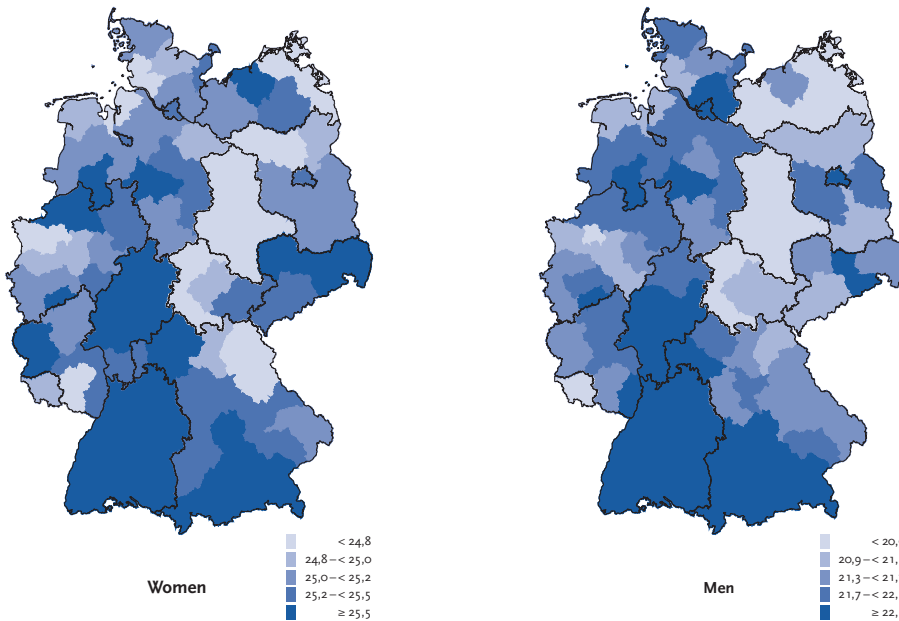 < 24,8
24,8 – < 25,0
25,0 – < 25,2
25,2 – < 25,5
≥ 25,5
Women
< 20,
20,9 – < 21,
21,3 – < 21,
21,7 – < 22,
≥ 22,
Men